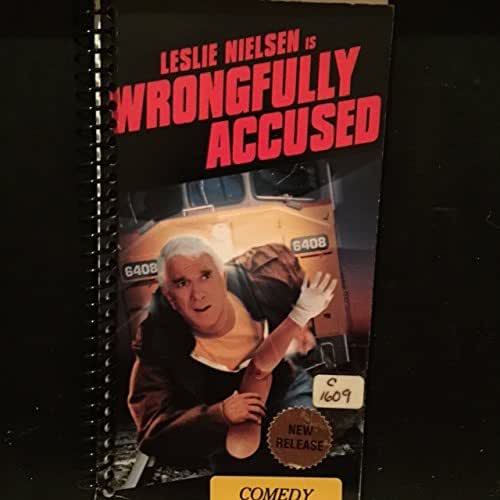 LESLIE NIELSEN IS
WRONGFULLY
ACCUSED
6408
6408
C
1609
NEW
RELEASE
COMEDY